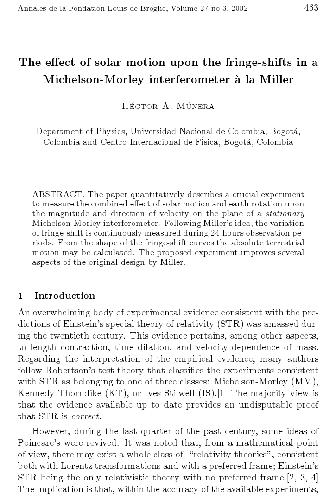 Annales de la Fondation Louis de Broglie, Volume 27 no 3, 2002 463
The effect of solar motion upon the fringe-shifts in a
Michelson-Morley interferometer à la Miller
Héctor A. Múnera
Department of Physics, Universidad Nacional de Colombia, Bogotá,
Colombia and Centro Internacional de Física, Bogotá, Colombia
ABSTRACT. The paper quantitatively describes a crucial experiment
to measure the combined effect of solar motion and earth rotation upon
the magnitude and direction of velocity on the plane of a stationary
Michelson-Morley interferometer. Following Miller's idea, the variation
of fringe-shift is continuously measured during 24-hours observation pe-
riods. From the shape of the fringe-shift curves the absolute terrestrial
motion may be calculated. The proposed experiment improves several
aspects of the original design by Miller.
1 Introduction
An overwhelming body of experimental evidence consistent with the pre-
dictions of Einstein's special theory of relativity (STR) was amassed dur-
ing the twentieth century. This evidence pertains, among other aspects,
to length contraction, time dilation, and velocity dependence of mass.
Regarding the interpretation of the empirical evidence, many authors
follow Robertson's test-theory that classifies the experiments consistent
with STR as belonging to one of three classes: Michelson-Morley (MM),
Kennedy-Thorndike (KT), or Ives-Stilwell (IS).[1] The majority view is
that the evidence available up to date provides an indisputable proof
that STR is correct.
However, during the last quarter of the past century, some ideas of
Poincare's were revived. It was noted that, from a mathematical point
of view, there may exist a whole class of "relativity theories", consistent
both with Lorentz transformations and with a preferred frame; Einstein's
STR being the only relativistic theory with no preferred frame.[2, 3, 4]
The implication is that, within the accuracy of the available experiments,